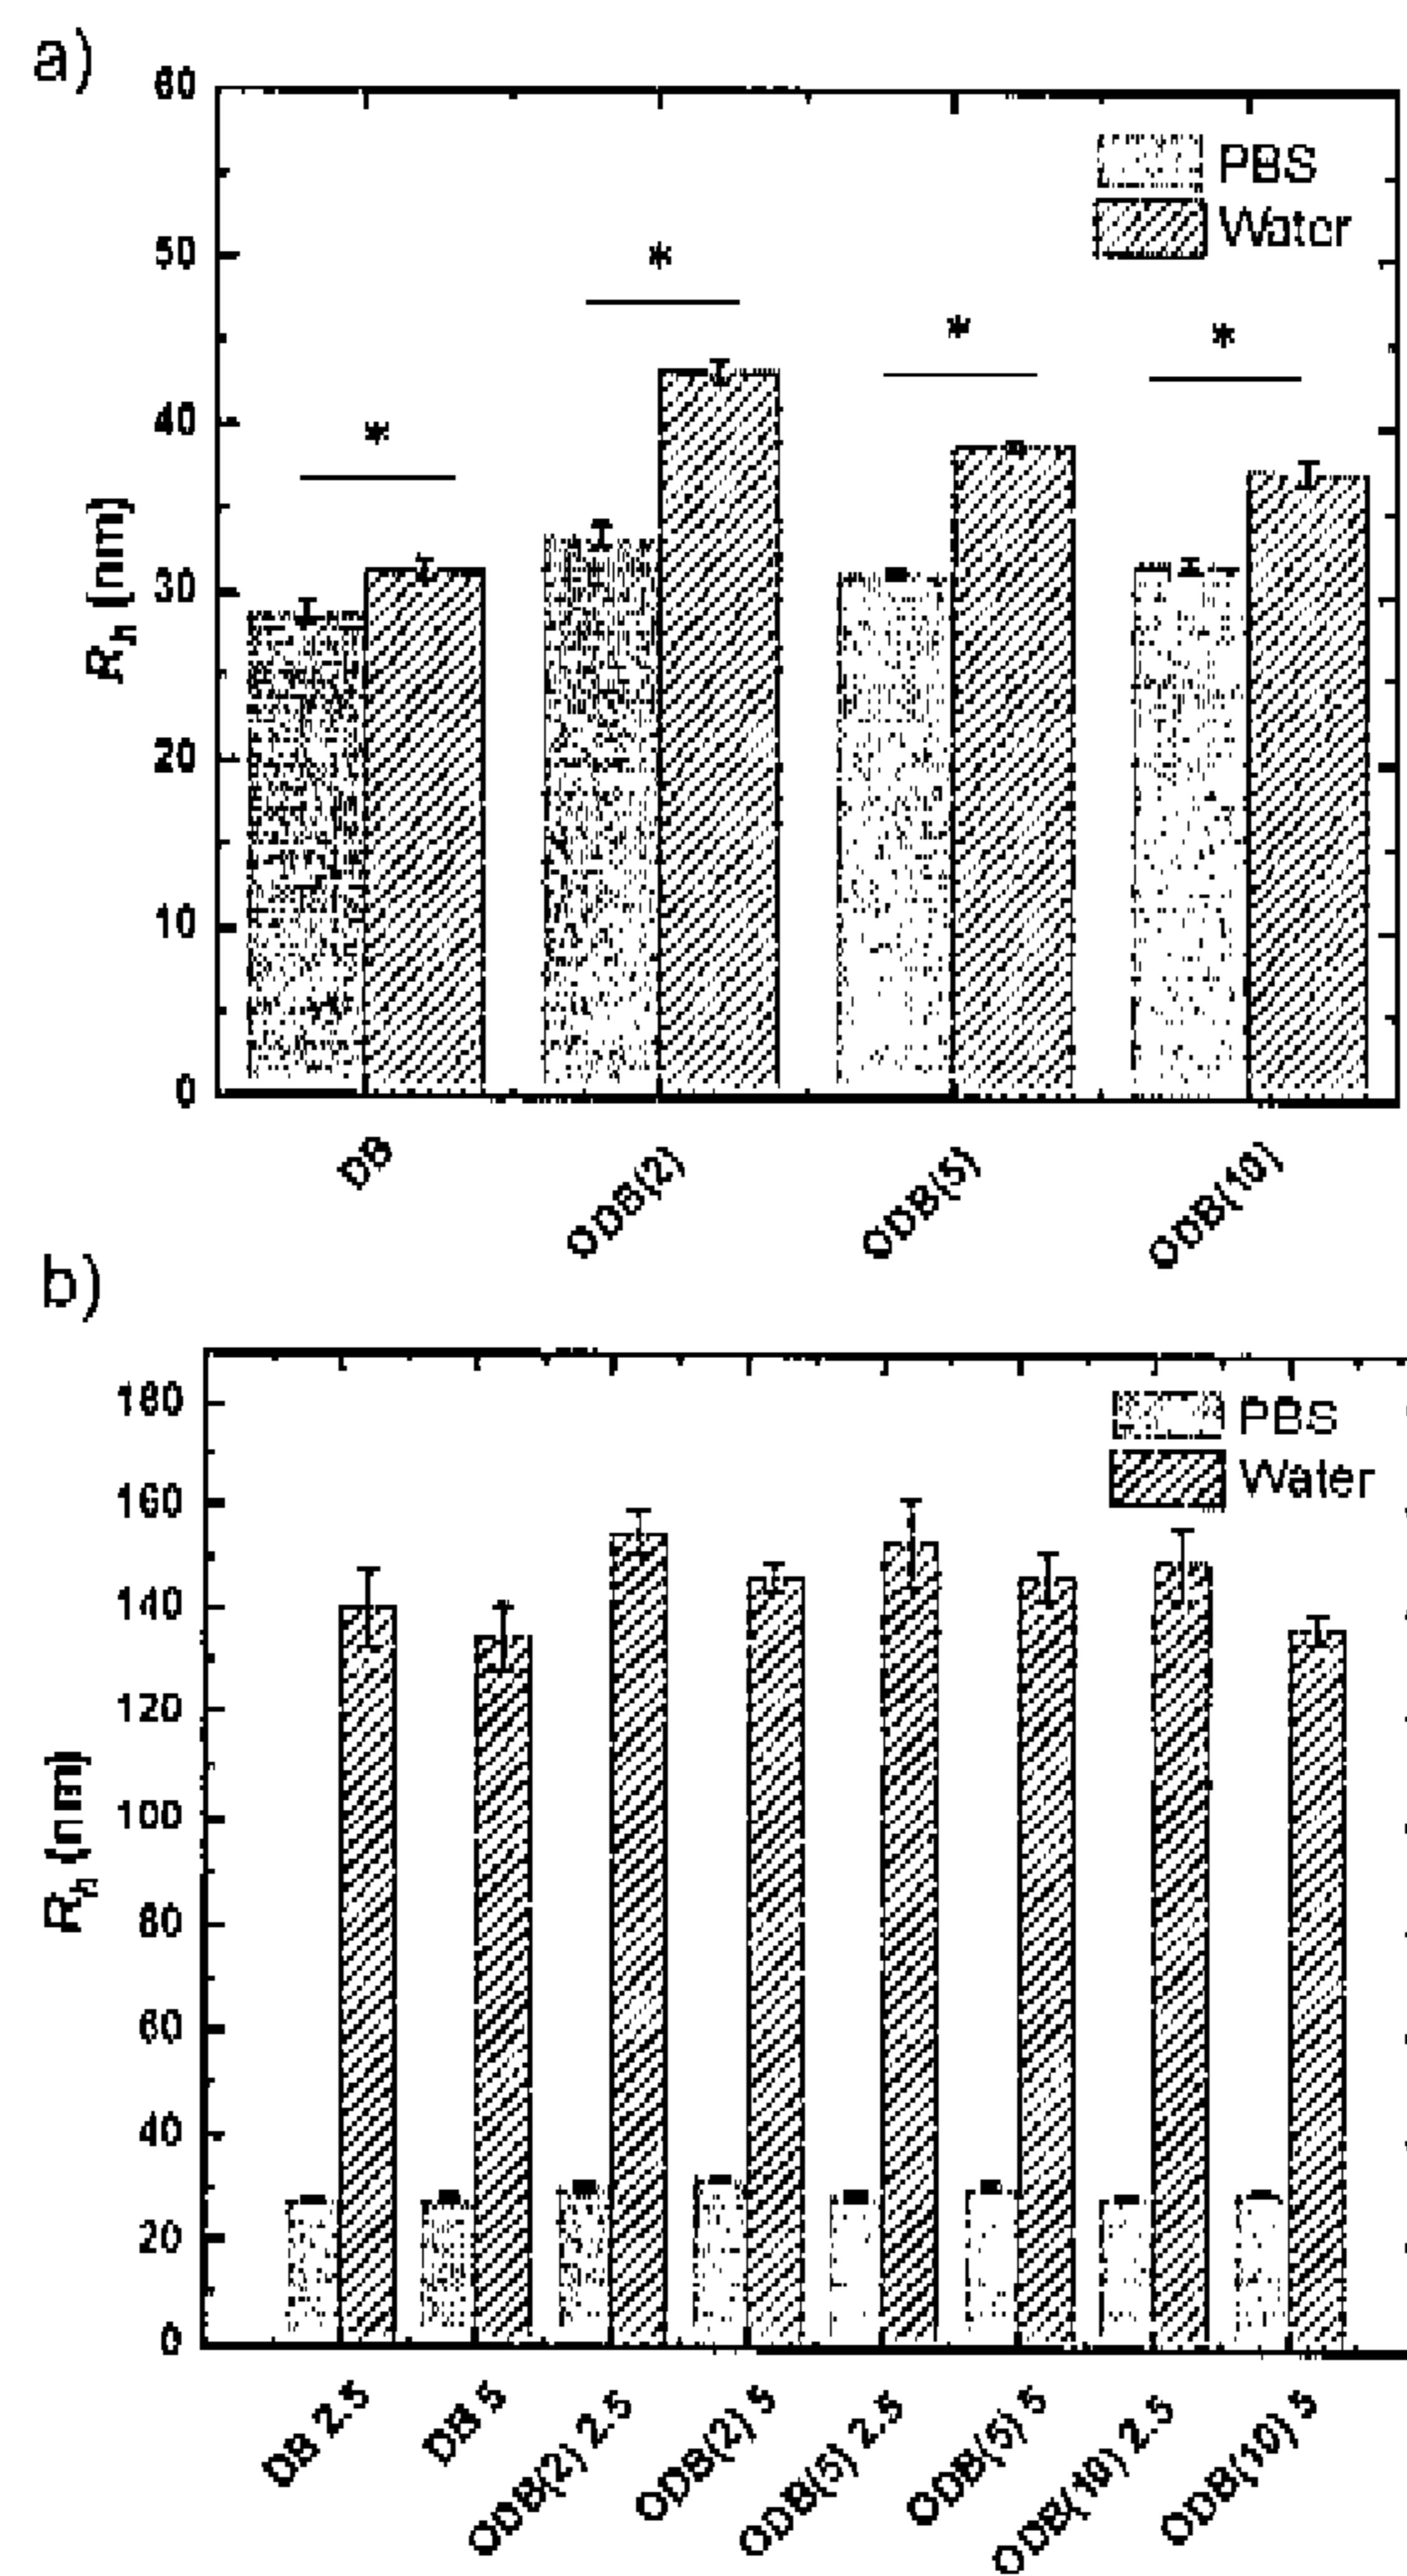 a)
60
50
40
30
20
10
0
Rh (nm)
PBS
Water
*
*
*
*
DB
ODB(2)
ODB(5)
ODB(10)
b)
180
160
140
120
100
80
60
40
20
0
Rh (nm)
PBS
Water
DB 2.5
DB 5
ODB(2) 2.5
ODB(2) 5
ODB(5) 2.5
ODB(5) 5
ODB(10) 2.5
ODB(10) 5